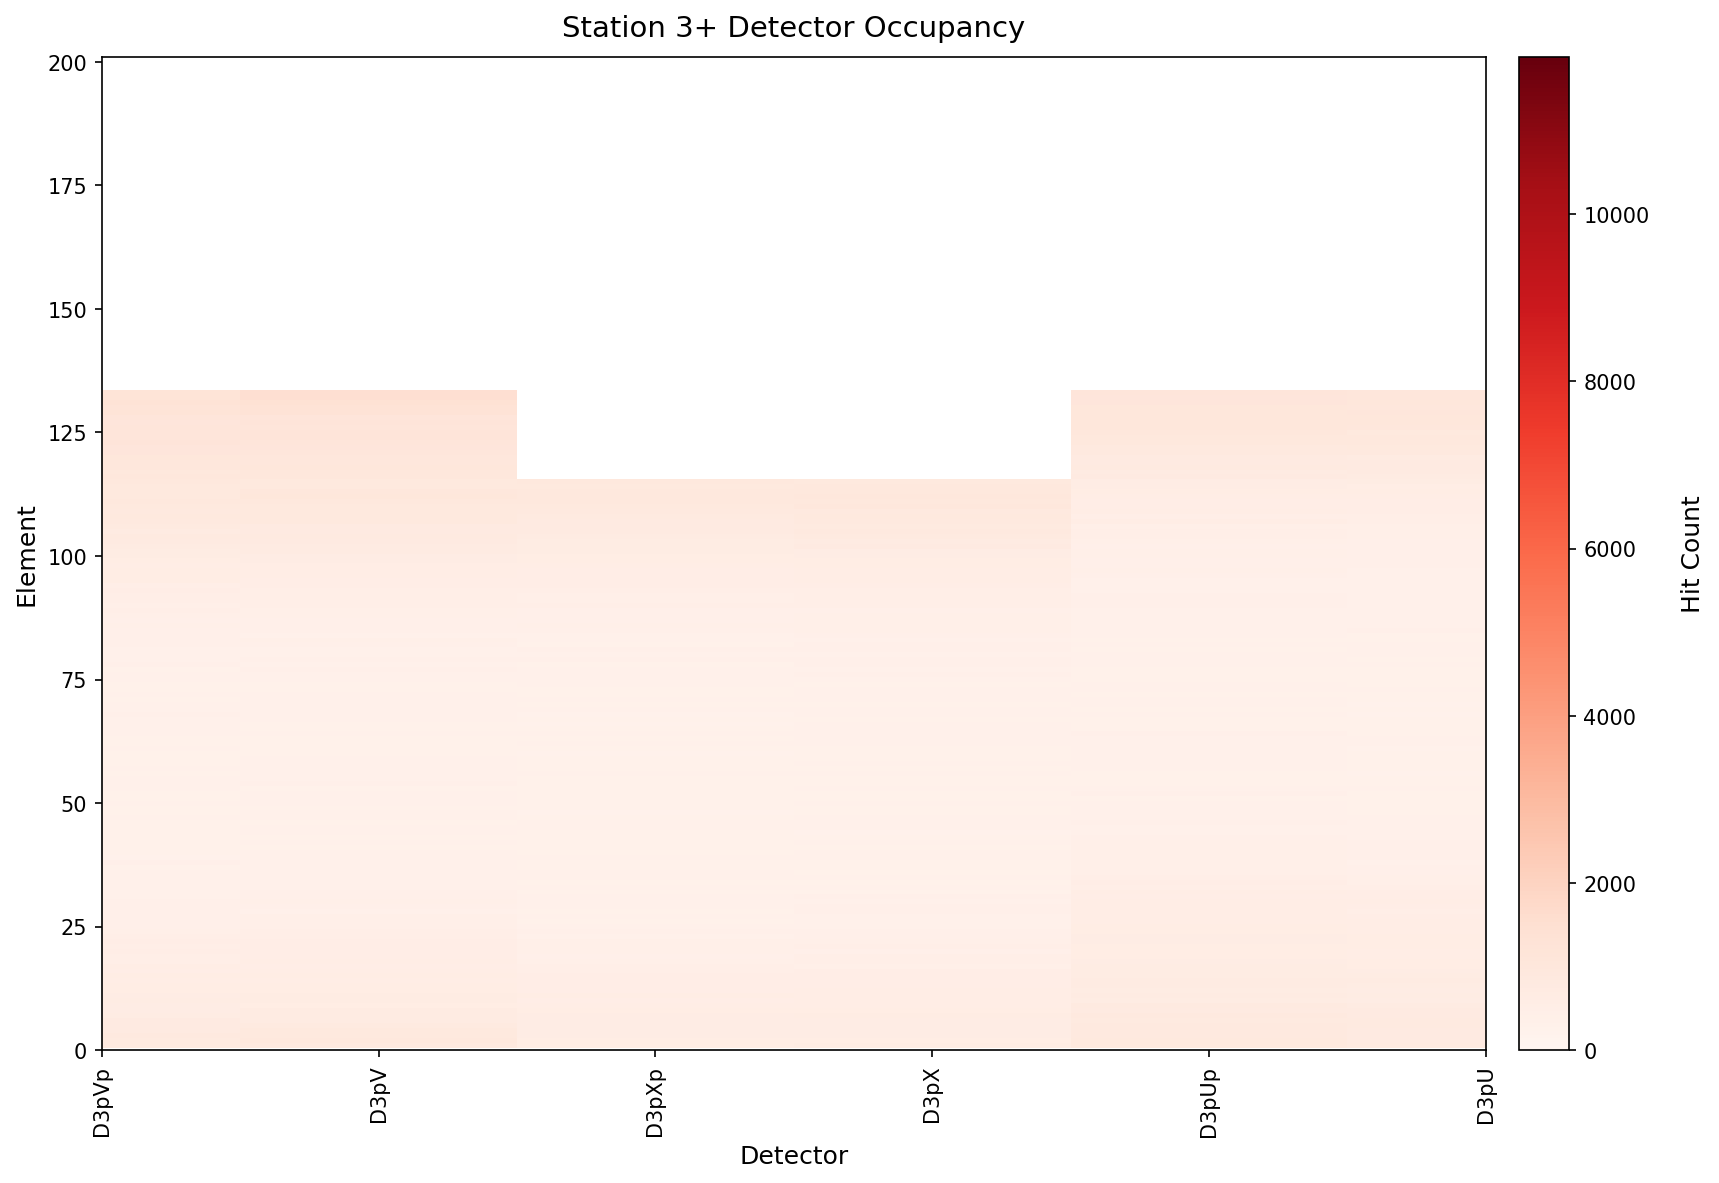 Station 3+ Detector Occupancy
200
175
150
125
100
75
50
25
0
Element
D3pVp
D3pV
D3pXp
D3pX
D3pUp
D3pU
Detector
10000
8000
6000
4000
2000
0
Hit Count